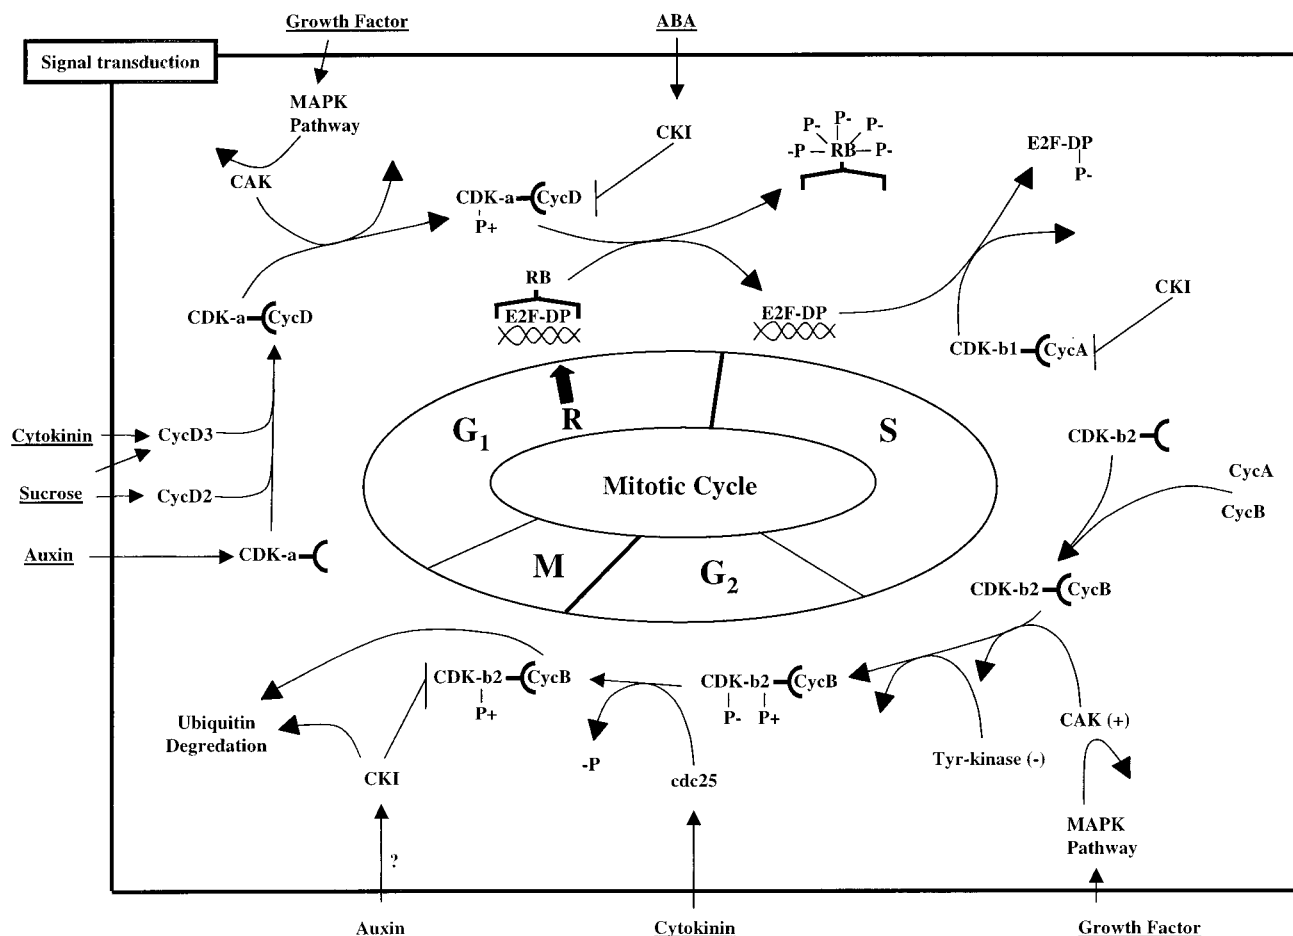 Growth Factor
ABA
Signal transduction
MAPK
Pathway
CKI
P-
P-
P-
-P
RB
P-
E2F-DP
P-
CAK
CDK-a
CycD
P+
RB
E2F-DP
E2F-DP
CKI
CDK-a
CycD
CDK-b1
CycA
G1
R
S
Cytokinin
CycD3
CDK-b2
Mitotic Cycle
CycA
Sucrose
CycD2
CycB
Auxin
CDK-a
M
G2
CDK-b2
CycB
CDK-b2
CycB
P+
CDK-b2
CycB
P-
P+
Ubiquitin
Degredation
CAK (+)
Tyr-kinase (-)
-P
CKI
cdc25
MAPK
Pathway
?
Auxin
Cytokinin
Growth Factor